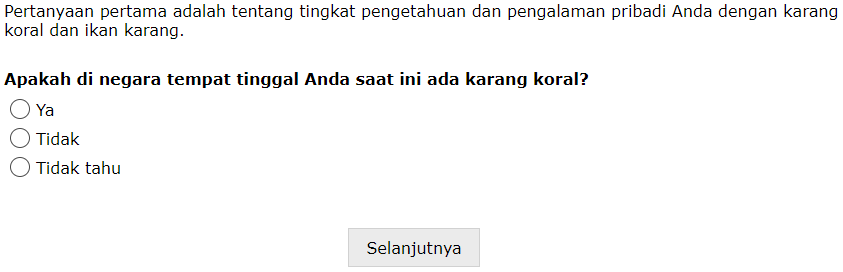 Pertanyaan pertama adalah tentang tingkat pengetahuan dan pengalaman pribadi Anda dengan karang
koral dan ikan karang.
Apakah di negara tempat tinggal Anda saat ini ada karang koral?
Ya
Tidak
Tidak tahu
Selanjutnya